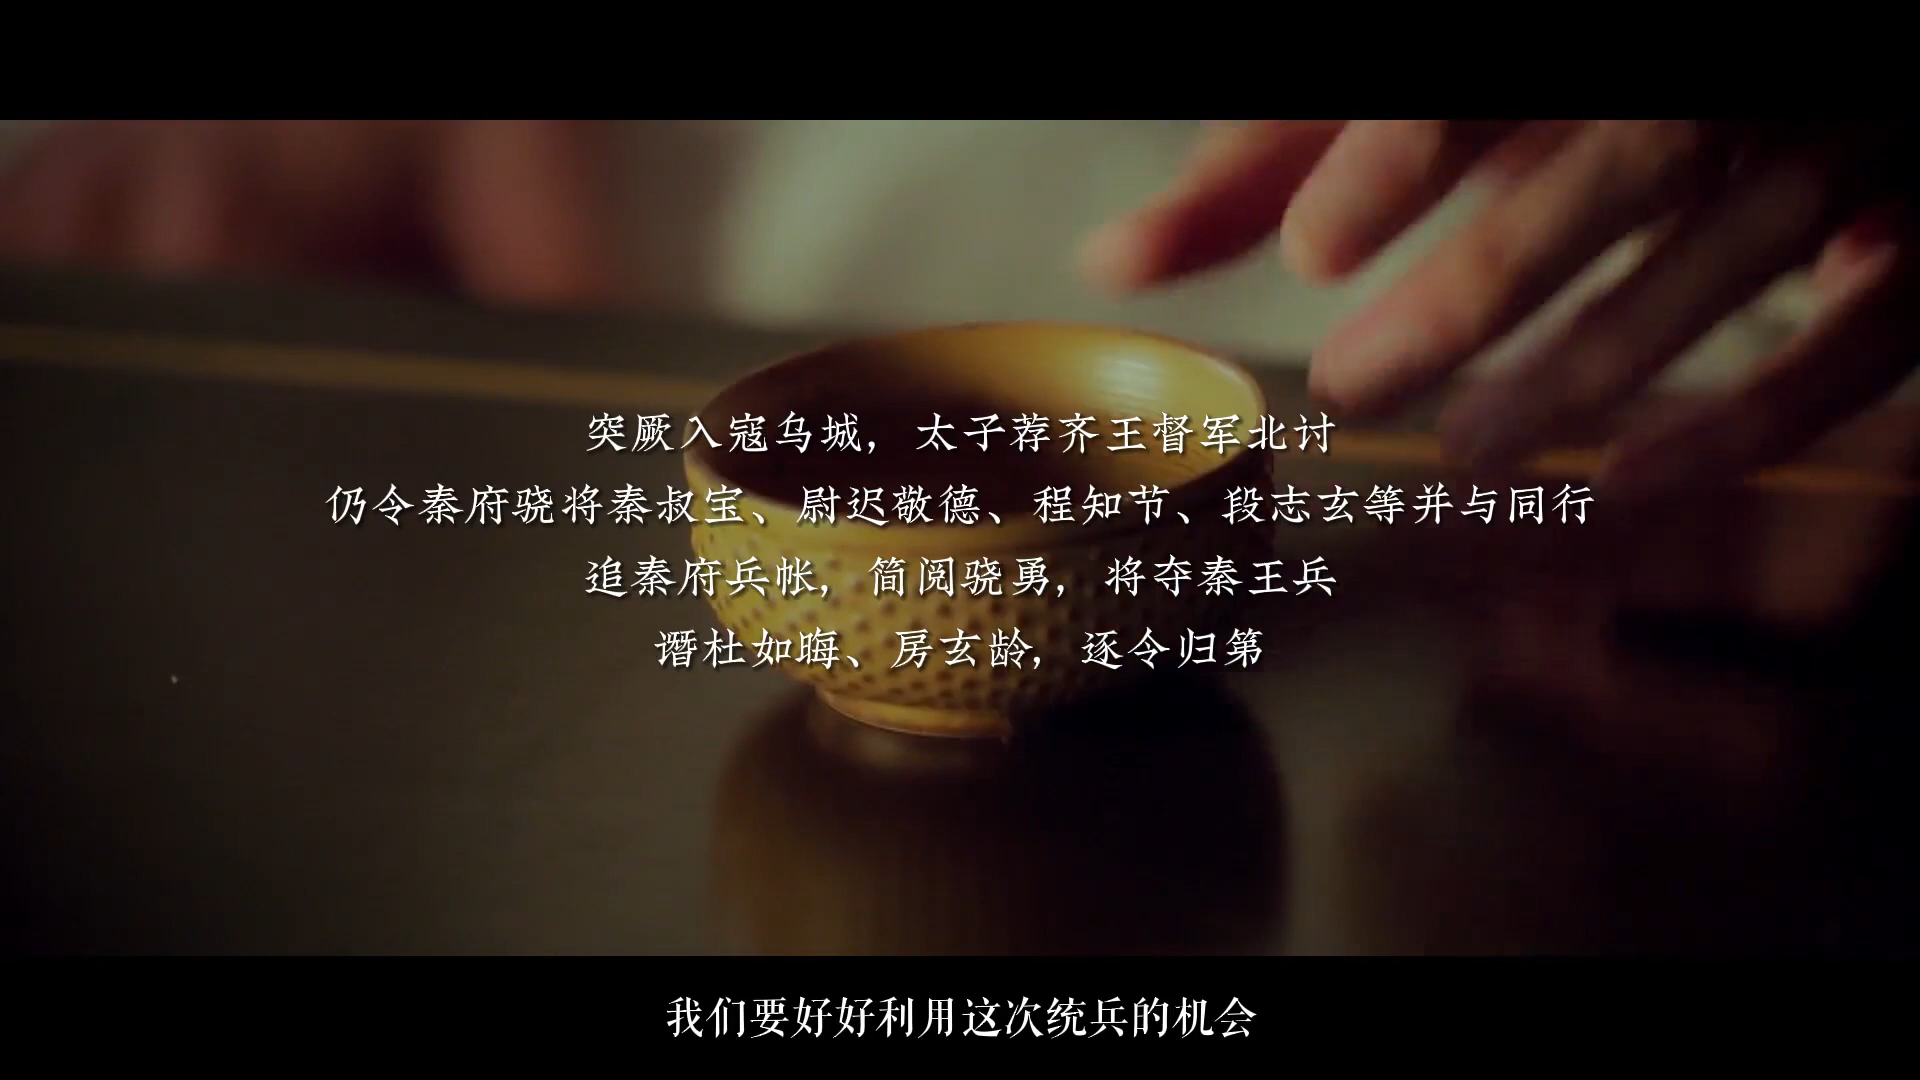 突厥入寇乌城，太子荐齐王督军北讨
仍令秦府骁将秦叔宝、尉迟敬德、程知节、段志玄等并与同行
追秦府兵帐，简阅骁勇，将夺秦王兵
谮杜如晦、房玄龄，逐令归第
我们要好好利用这次统兵的机会